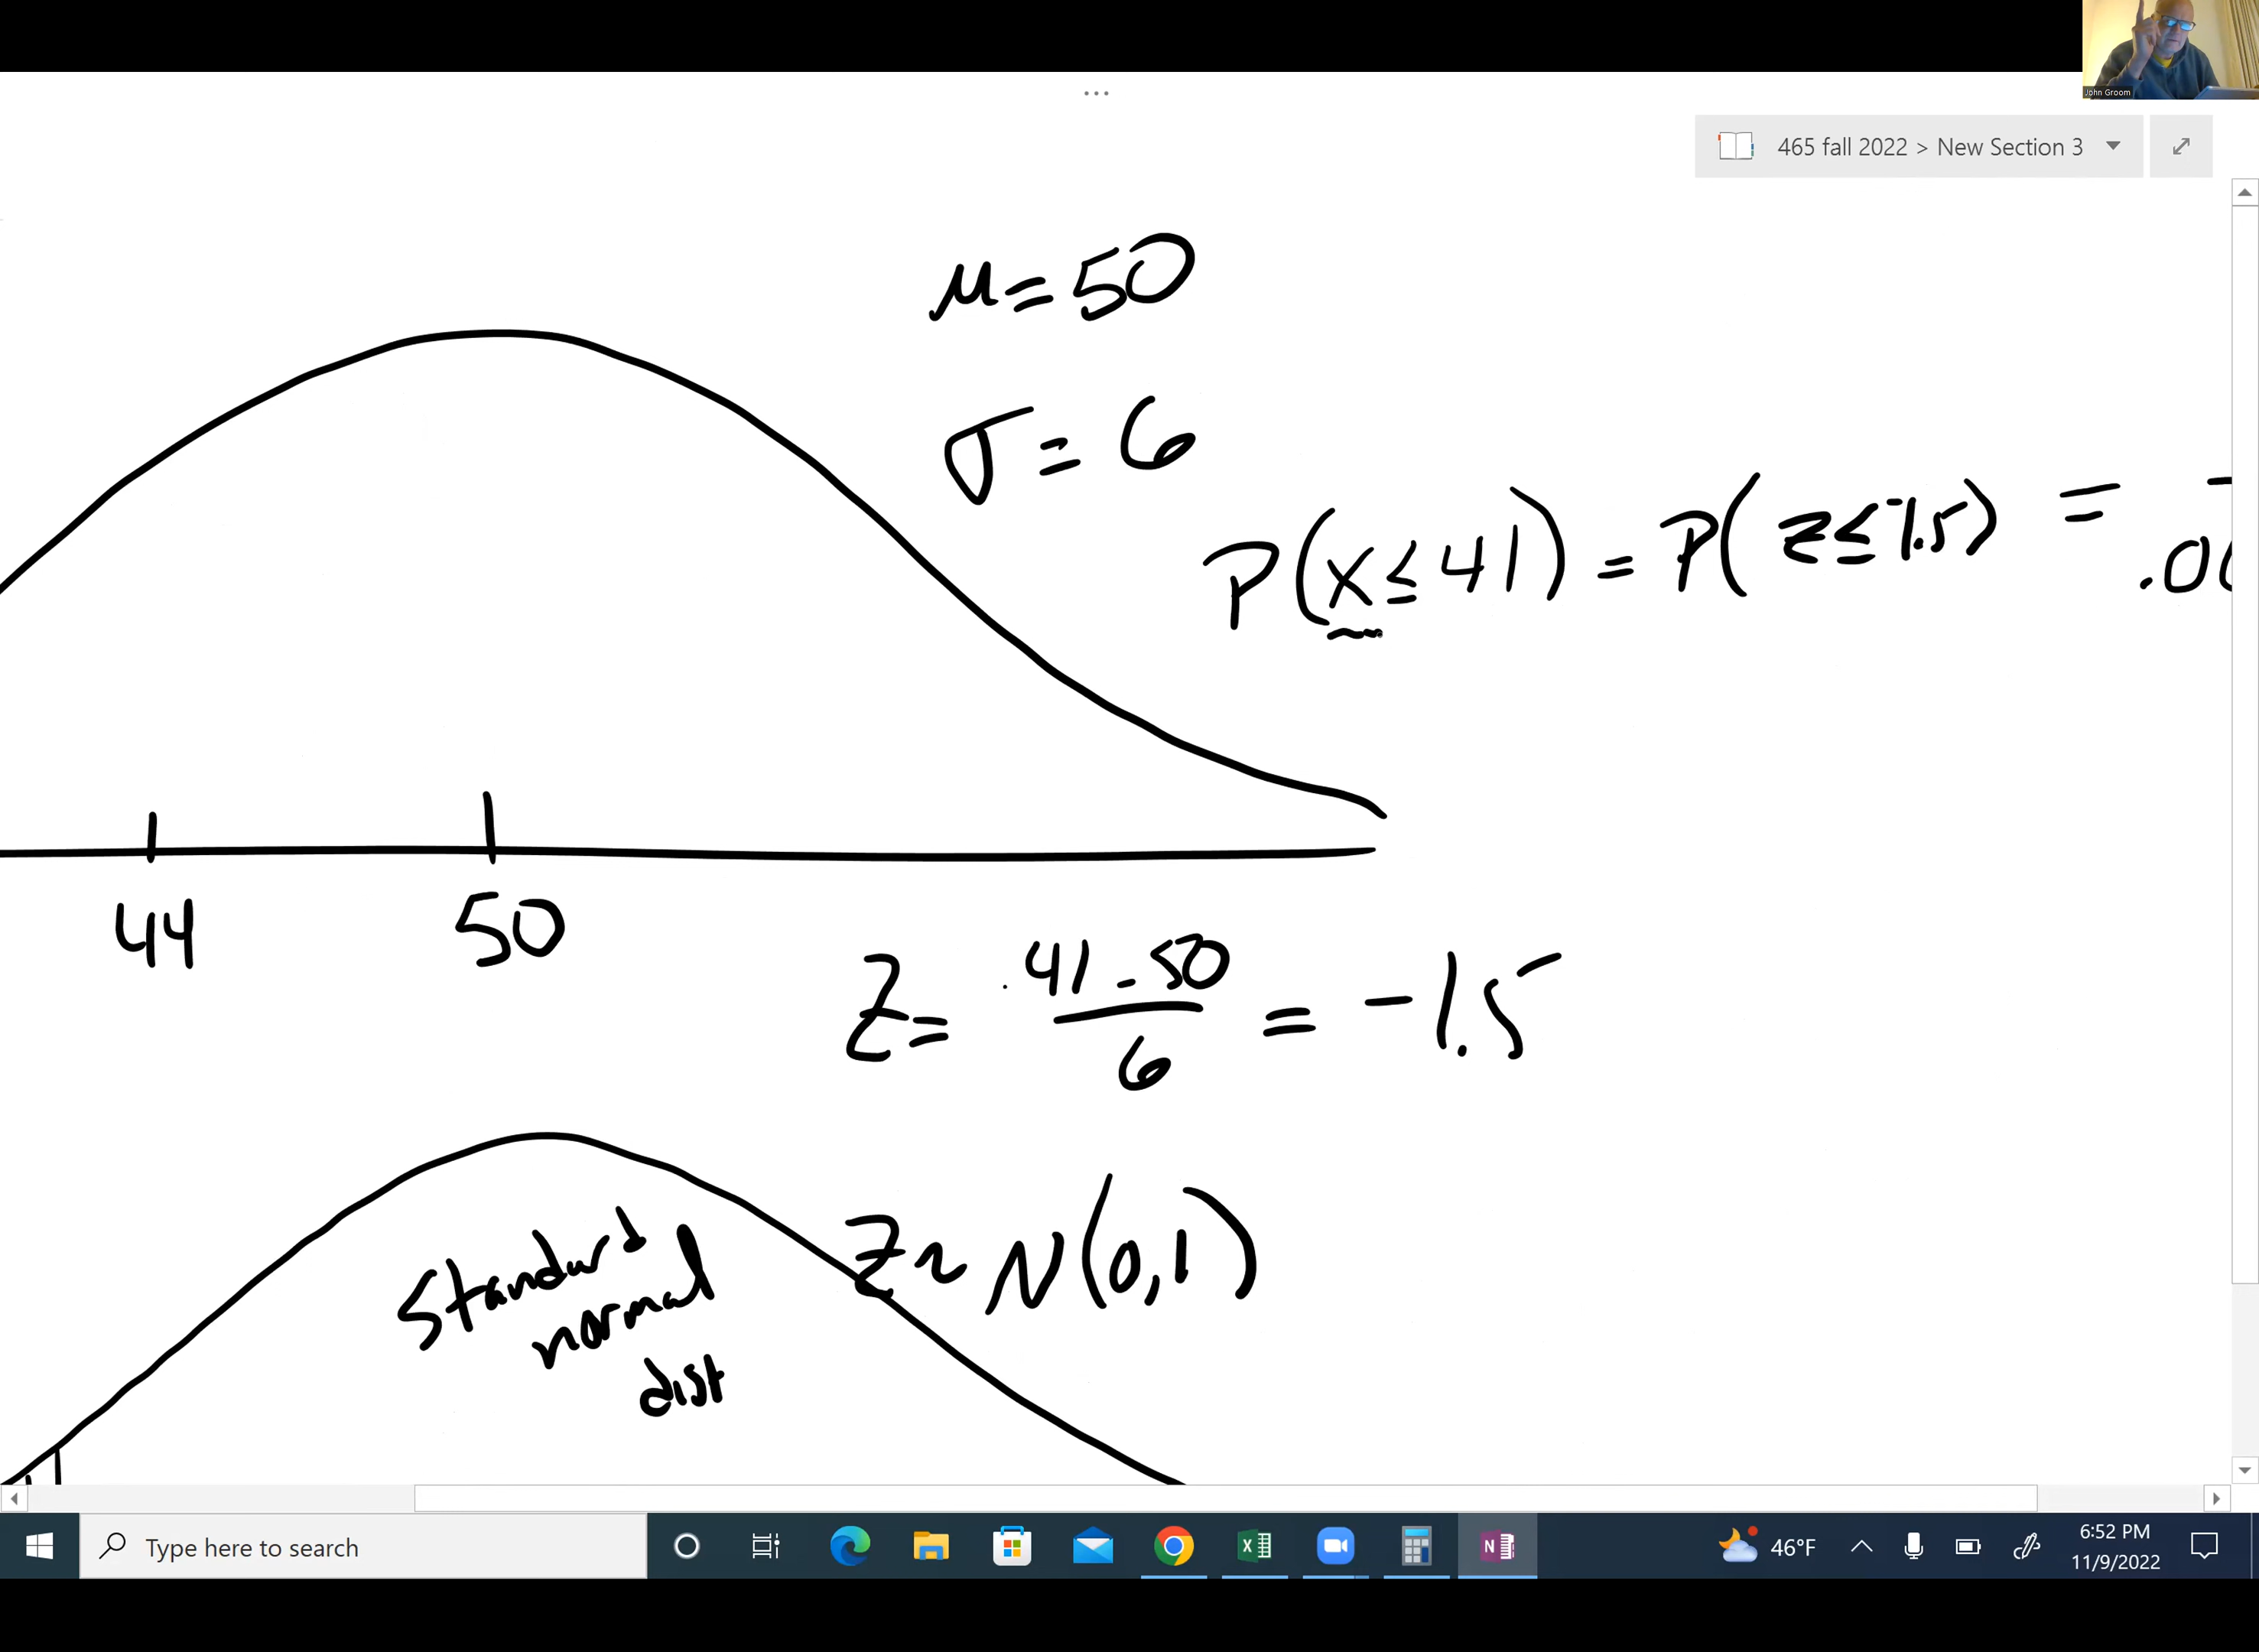 John Groom
465 fall 2022 > New Section 3
μ = 50
σ = 6
P(x ≤ 41) = P(z ≤ -1.5) =
44
50
Z = 41 - 50 / 6 = -1.5
Standard
normal
dist
Z ~ N(0,1)
Type here to search
46°F
6:52 PM
11/9/2022